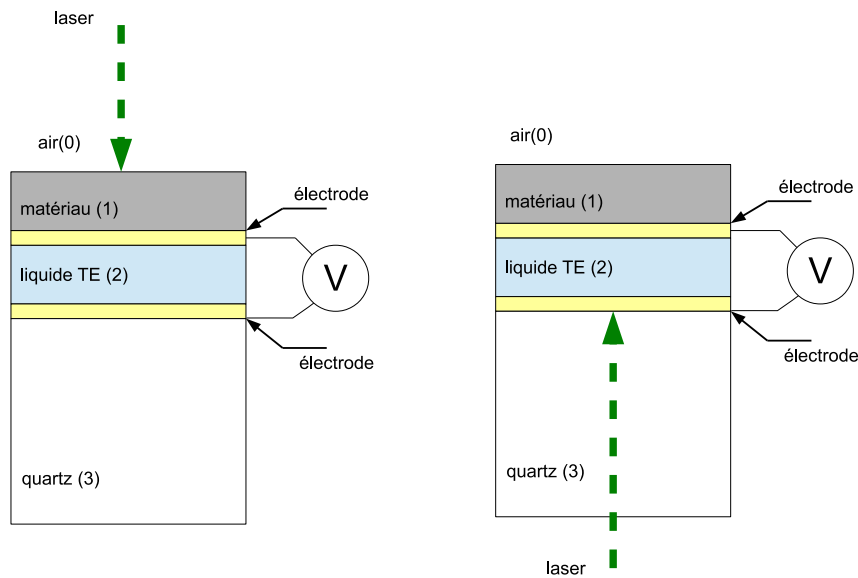 laser
air(0)
matériau (1)
électrode
liquide TE (2)
V
électrode
quartz (3)
air(0)
matériau (1)
électrode
liquide TE (2)
V
électrode
quartz (3)
laser